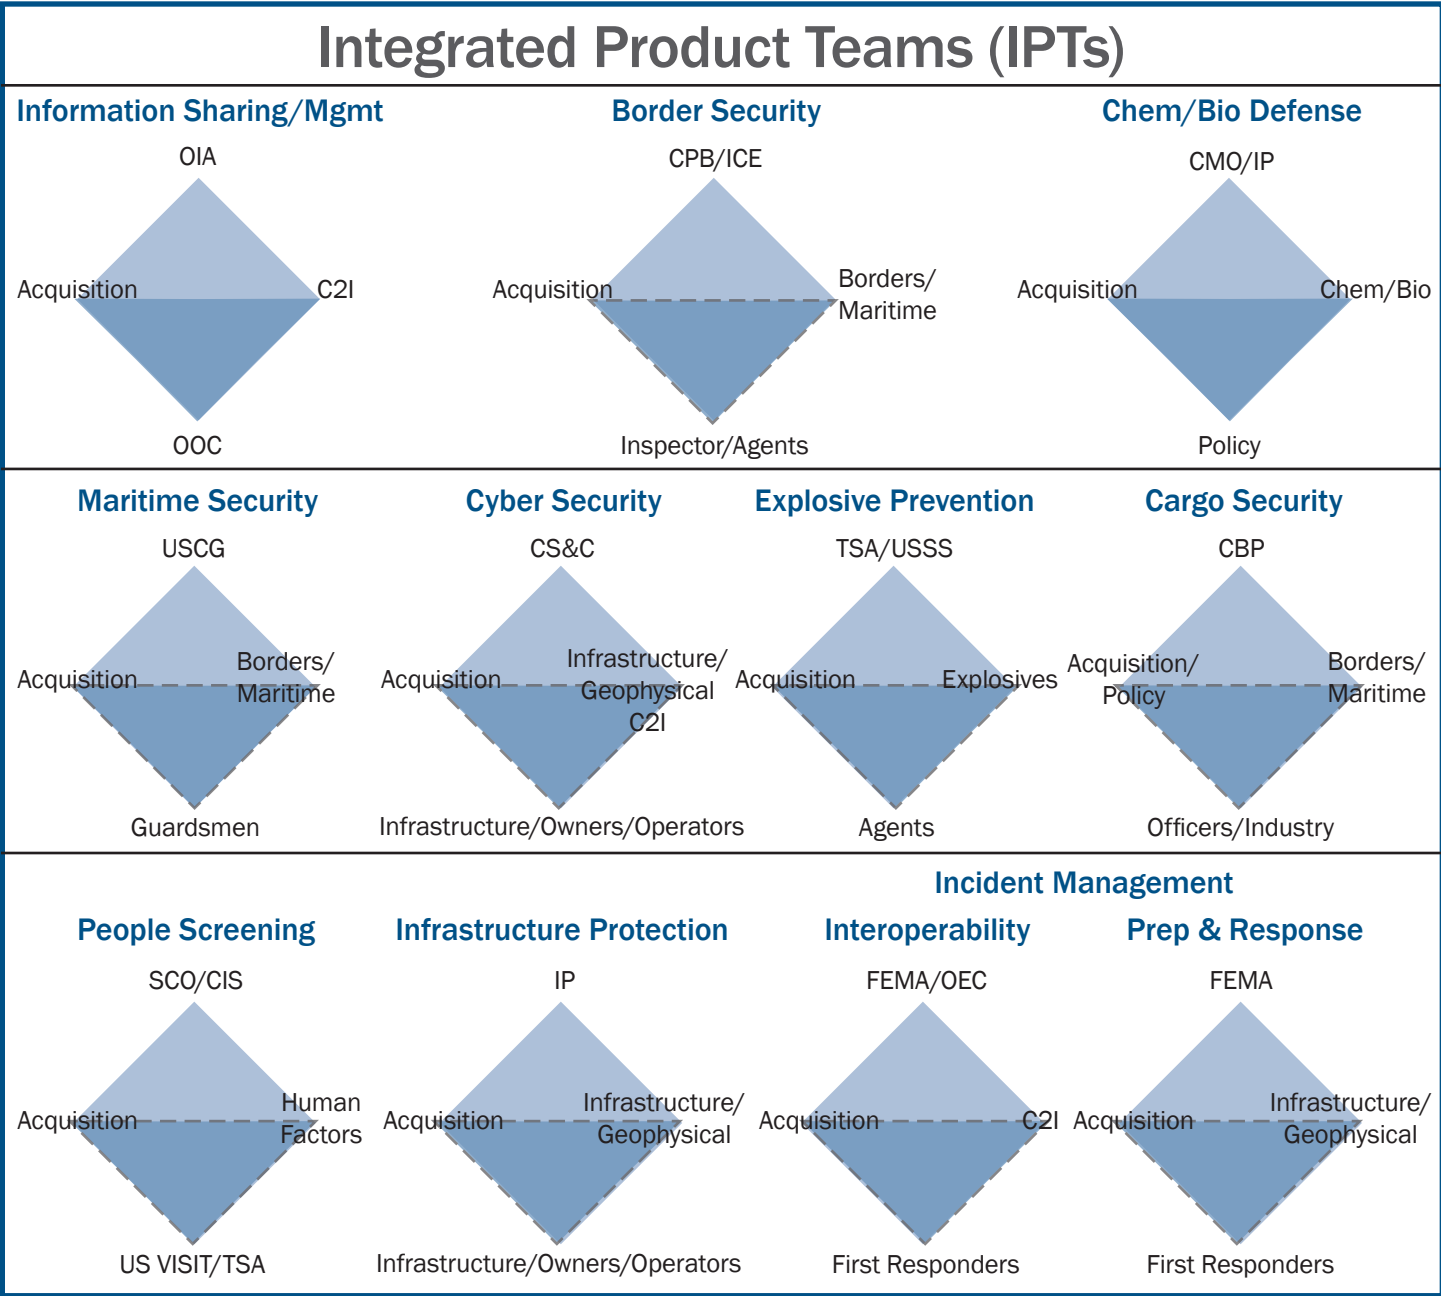 Integrated Product Teams (IPTs)
Information Sharing/Mgmt
OIA
Acquisition
C2I
OOC
Border Security
CPB/ICE
Acquisition
Borders/
Maritime
Inspector/Agents
Chem/Bio Defense
CMO/IP
Acquisition
Chem/Bio
Policy
Maritime Security
USCG
Acquisition
Borders/
Maritime
Guardsmen
Cyber Security
CS&C
Acquisition
Infrastructure/
Geophysical
C2I
Infrastructure/Owners/Operators
Explosive Prevention
TSA/USSS
Acquisition
Explosives
Agents
Cargo Security
CBP
Acquisition/
Policy
Borders/
Maritime
Officers/Industry
People Screening
SCO/CIS
Acquisition
Human
Factors
US VISIT/TSA
Infrastructure Protection
IP
Acquisition
Infrastructure/
Geophysical
Infrastructure/Owners/Operators
Incident Management
Interoperability
FEMA/OEC
Acquisition
C2I
First Responders
Prep & Response
FEMA
Acquisition
Infrastructure/
Geophysical
First Responders